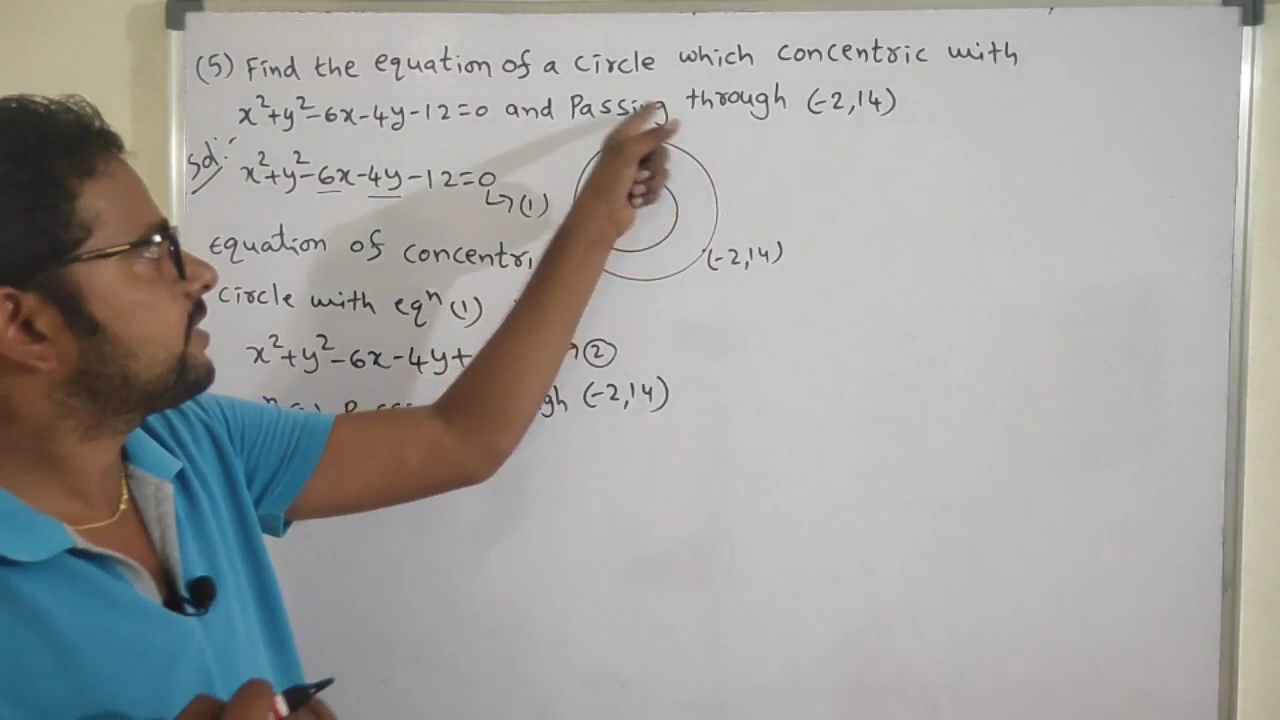 (5) Find the equation of a circle which concentric with
x²+y²-6x-4y-12=0 and Passing through (-2,14)
Sol:-
x²+y²-6x-4y-12=0
↳(1)
Equation of concentri
(-2,14)
circle with eqⁿ (1)
x²+y²-6x-4y+ → ②
gh (-2,14)